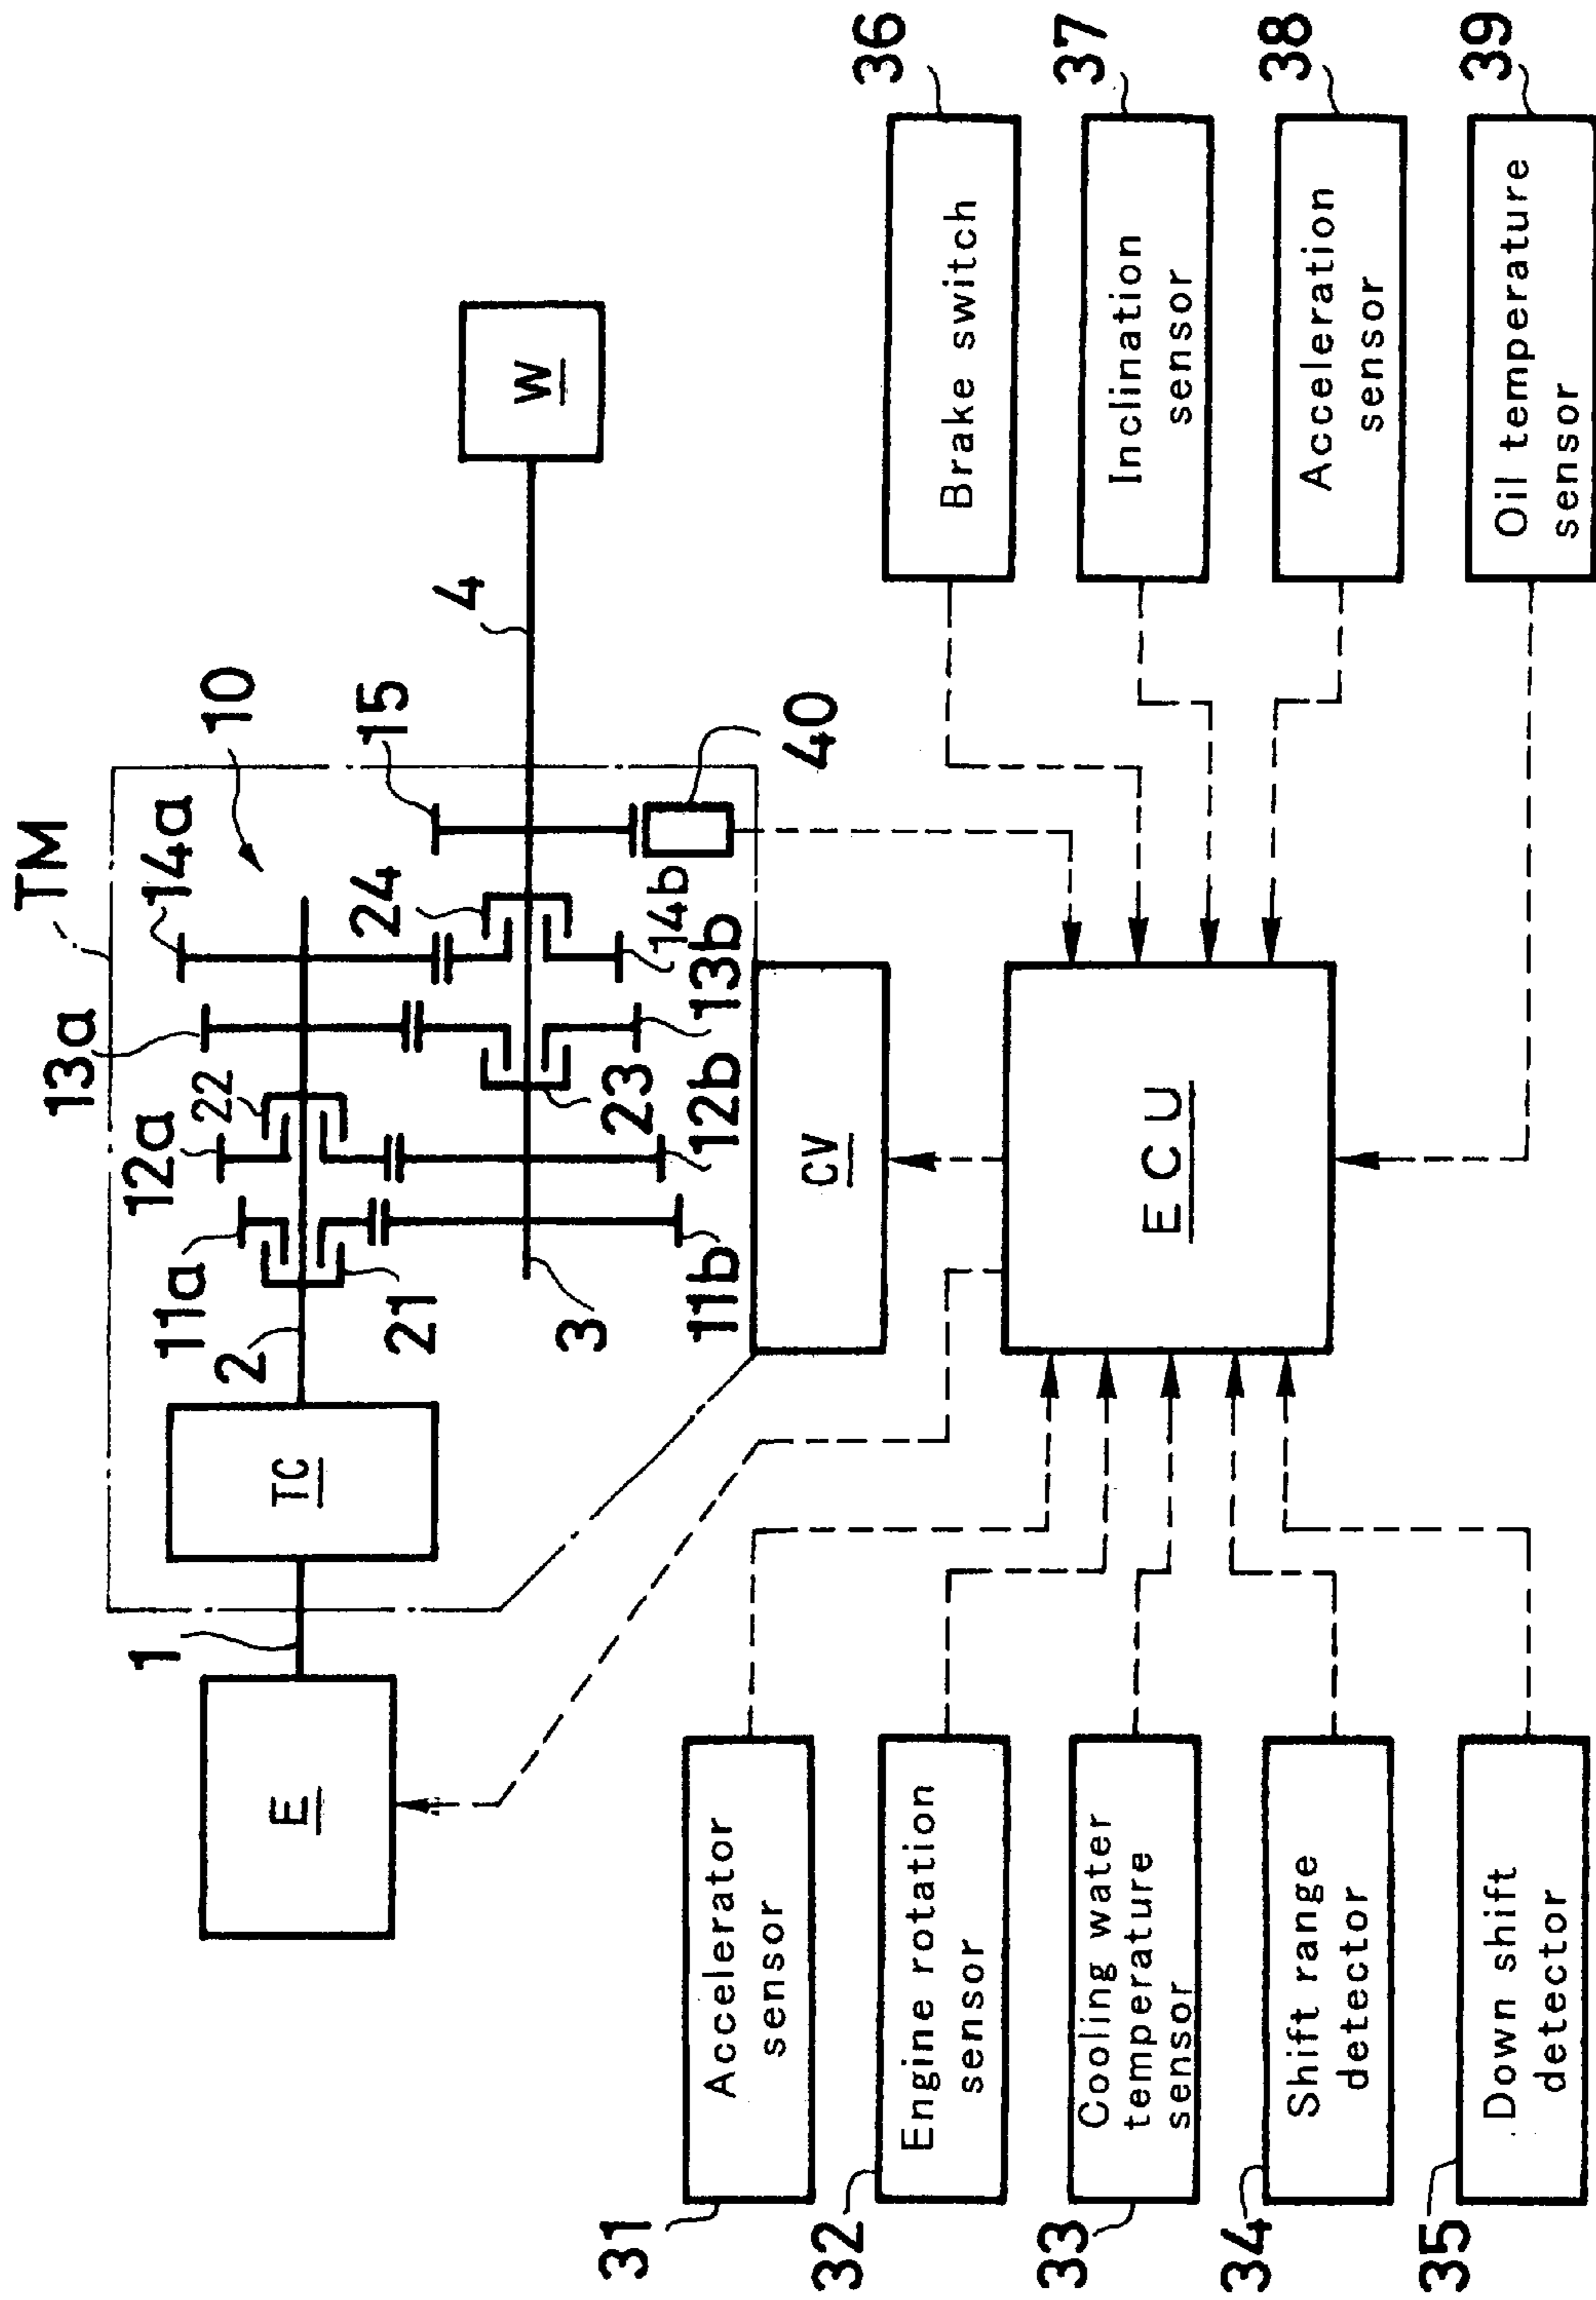 TM
10
14a
13a
12a
22
11a
2
1
E
TC
21
24
15
4
W
3
23
14b
13b
12b
11b
40
CV
ECU
31
Accelerator
sensor
32
Engine rotation
sensor
33
Cooling water
temperature
sensor
34
Shift range
detector
35
Down shift
detector
36
Brake switch
37
Inclination
sensor
38
Acceleration
sensor
39
Oil temperature
sensor